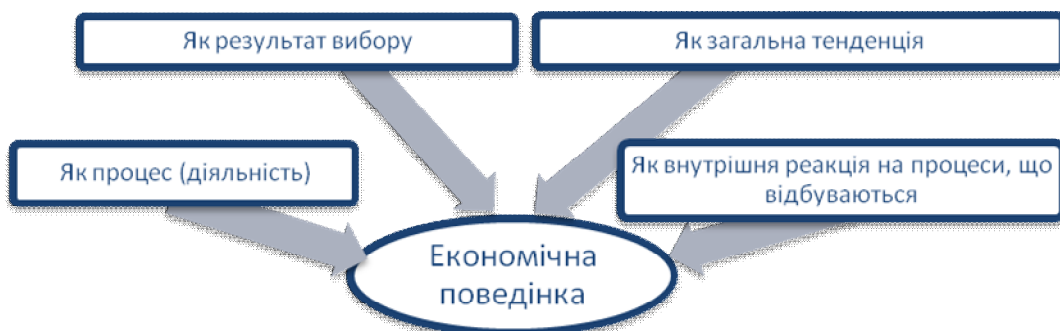 Як результат вибору
Як загальна тенденція
Як процес (діяльність)
Як внутрішня реакція на процеси, що
відбуваються
Економічна
поведінка